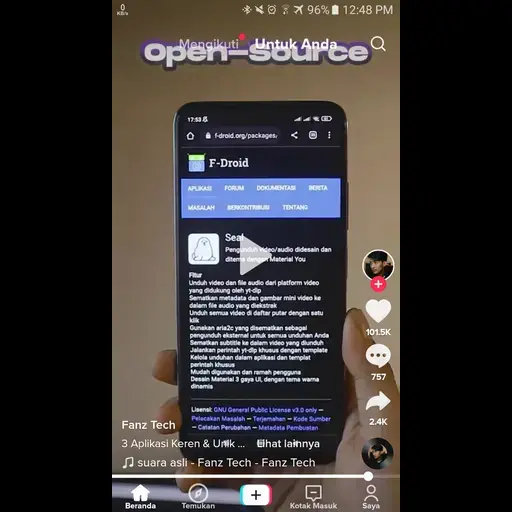 0
KB/s
96% 12:48 PM
Mengikuti Untuk Anda
Open-Source
17:53
f-droid.org/packages/
F-Droid
APLIKASI FORUM DOKUMENTASI BERITA
MASALAH BERKONTRIBUSI TENTANG
Seal
Pengunduh video/audio didesain dan
ditema dengan Material You
Fitur
Unduh video dan file audio dari platform video
yang didukung oleh yt-dlp
Sematkan metadata dan gambar mini video ke
dalam file audio yang diekstrak
Unduh semua video di daftar putar dengan satu
klik
Gunakan aria2c yang disematkan sebagai
pengunduh eksternal untuk semua unduhan Anda
Sematkan subtitle ke dalam video yang diunduh
Jalankan perintah yt-dlp khusus dengan template
Kelola unduhan dalam aplikasi dan templat
perintah khusus
Mudah digunakan dan ramah pengguna
Desain Material 3 gaya UI, dengan tema warna
dinamis
Lisensi: GNU General Public License v3.0 only —
Pelacakan Masalah — Terjemahan — Kode Sumber
— Catatan Perubahan — Metadata Pembuatan
101.5K
757
2.4K
Fanz Tech
3 Aplikasi Keren & Unik ... Lihat lainnya
suara asli - Fanz Tech - Fanz Tech
Beranda Temukan Kotak Masuk Saya